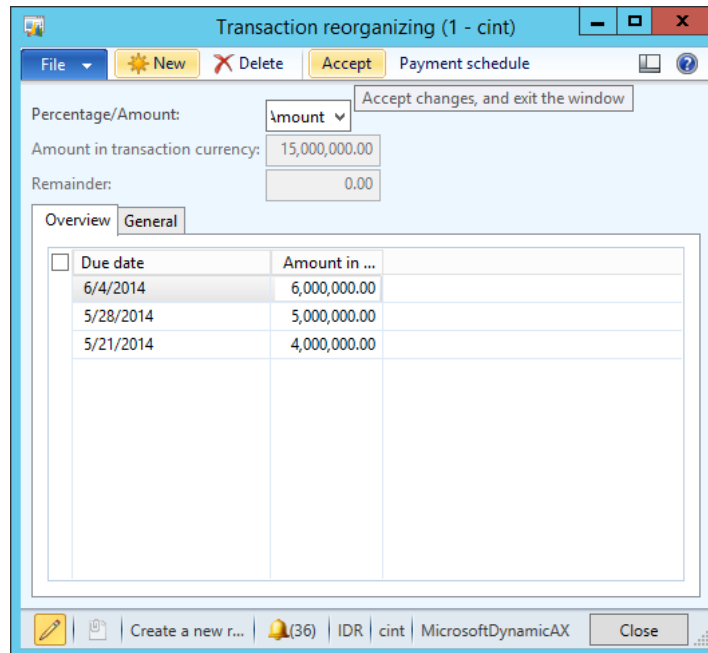 Transaction reorganizing (1 - cint)
File New Delete Accept Payment schedule
Accept changes, and exit the window
Percentage/Amount: Amount
Amount in transaction currency: 15,000,000.00
Remainder: 0.00
Overview General
Due date Amount in ...
6/4/2014 6,000,000.00
5/28/2014 5,000,000.00
5/21/2014 4,000,000.00
Create a new r... (36) IDR cint MicrosoftDynamicAX Close